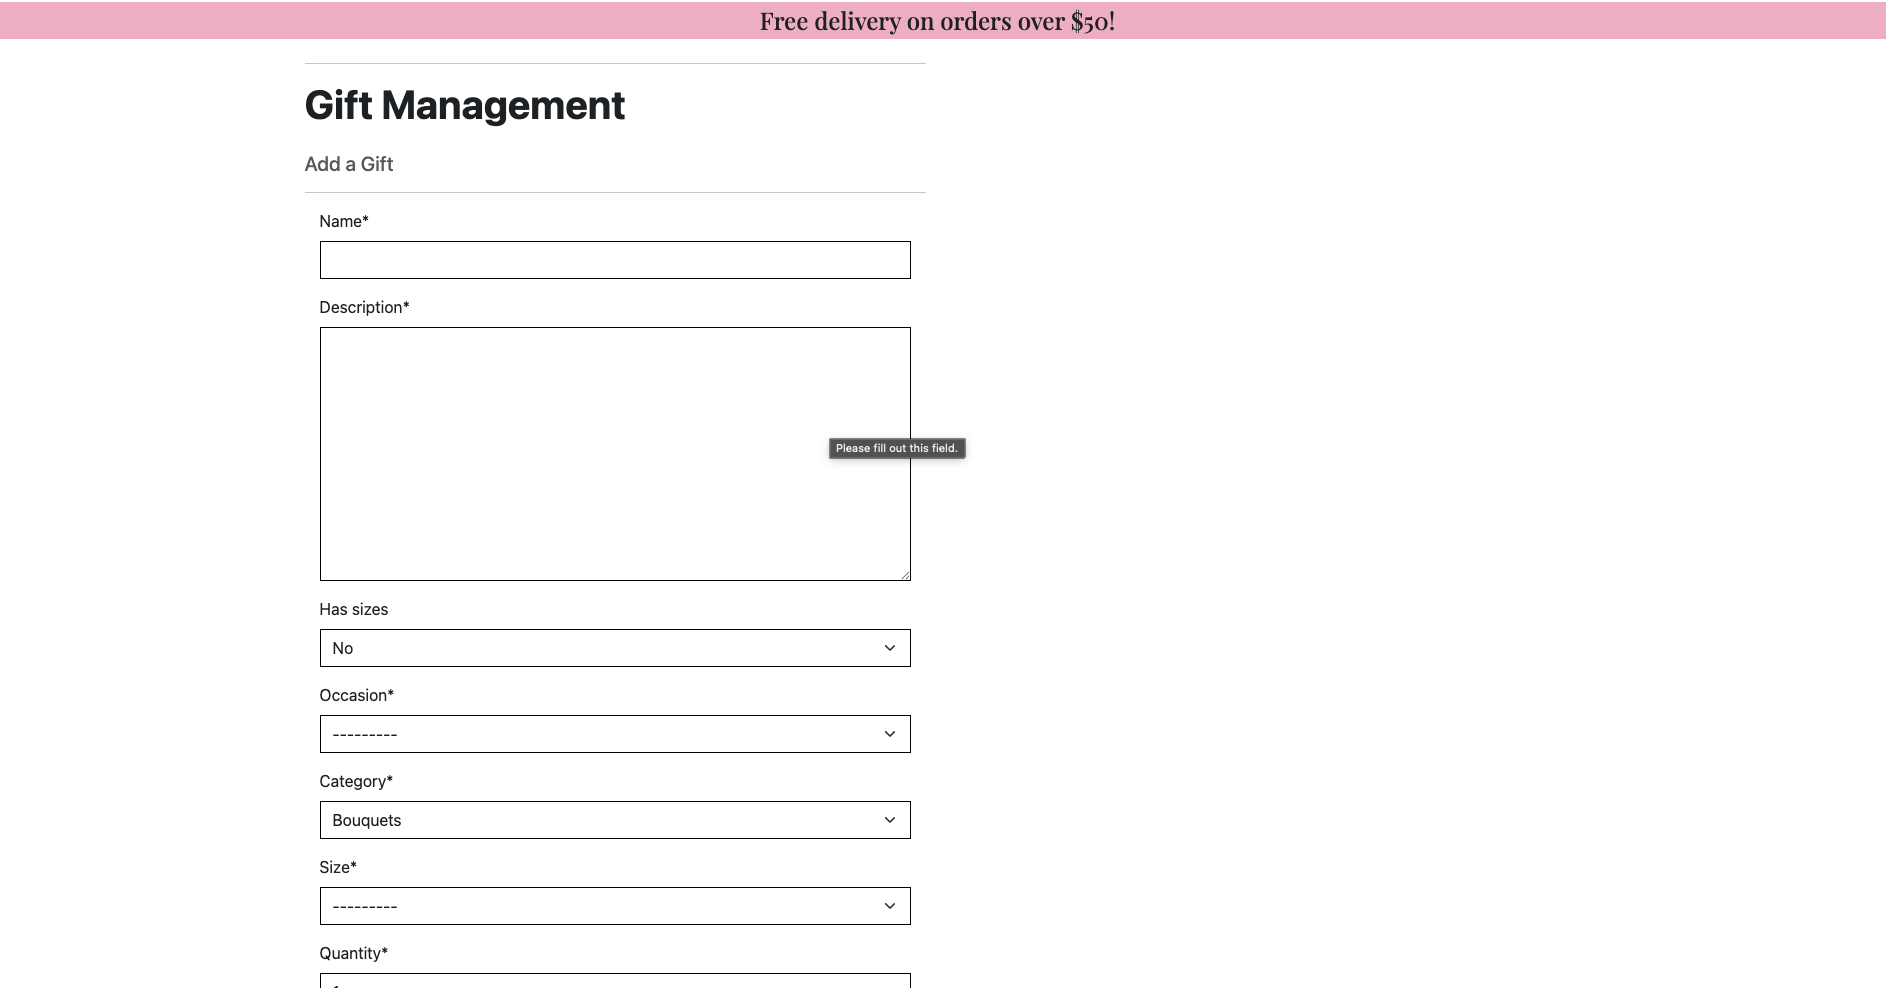 Free delivery on orders over $50!
Gift Management
Add a Gift
Name*
Description*
Please fill out this field.
Has sizes
No
Occasion*
---------
Category*
Bouquets
Size*
---------
Quantity*